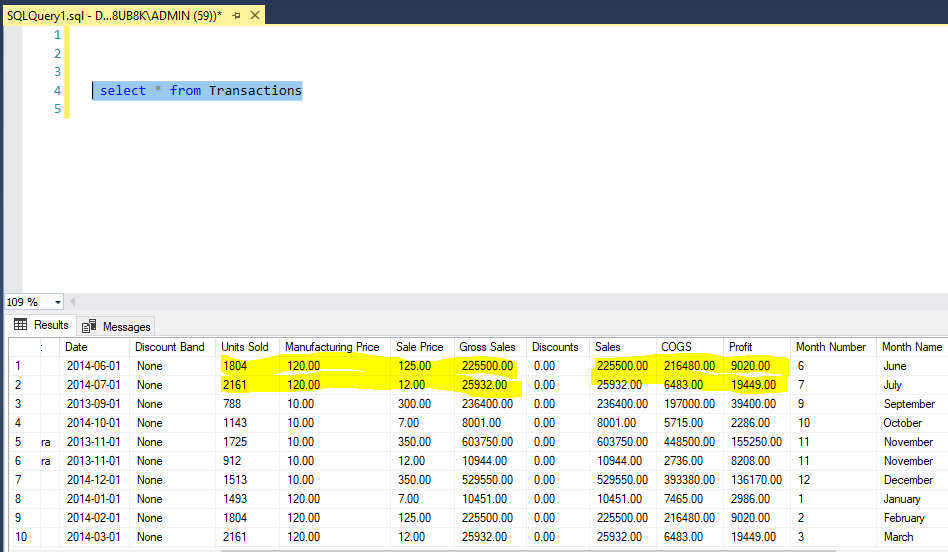 SQLQuery1.sql - D...8UB8K\ADMIN (59))*
1
2
3
4 select * from Transactions
5
109 %
Results Messages
: Date Discount Band Units Sold Manufacturing Price Sale Price Gross Sales Discounts Sales COGS Profit Month Number Month Name
1 2014-06-01 None 1804 120.00 125.00 225500.00 0.00 225500.00 216480.00 9020.00 6 June
2 2014-07-01 None 2161 120.00 12.00 25932.00 0.00 25932.00 6483.00 19449.00 7 July
3 2013-09-01 None 788 10.00 300.00 236400.00 0.00 236400.00 197000.00 39400.00 9 September
4 2014-10-01 None 1143 10.00 7.00 8001.00 0.00 8001.00 5715.00 2286.00 10 October
5 ra 2013-11-01 None 1725 10.00 350.00 603750.00 0.00 603750.00 448500.00 155250.00 11 November
6 ra 2013-11-01 None 912 10.00 12.00 10944.00 0.00 10944.00 2736.00 8208.00 11 November
7 2014-12-01 None 1513 10.00 350.00 529550.00 0.00 529550.00 393380.00 136170.00 12 December
8 2014-01-01 None 1493 120.00 7.00 10451.00 0.00 10451.00 7465.00 2986.00 1 January
9 2014-02-01 None 1804 120.00 125.00 225500.00 0.00 225500.00 216480.00 9020.00 2 February
10 2014-03-01 None 2161 120.00 12.00 25932.00 0.00 25932.00 6483.00 19449.00 3 March